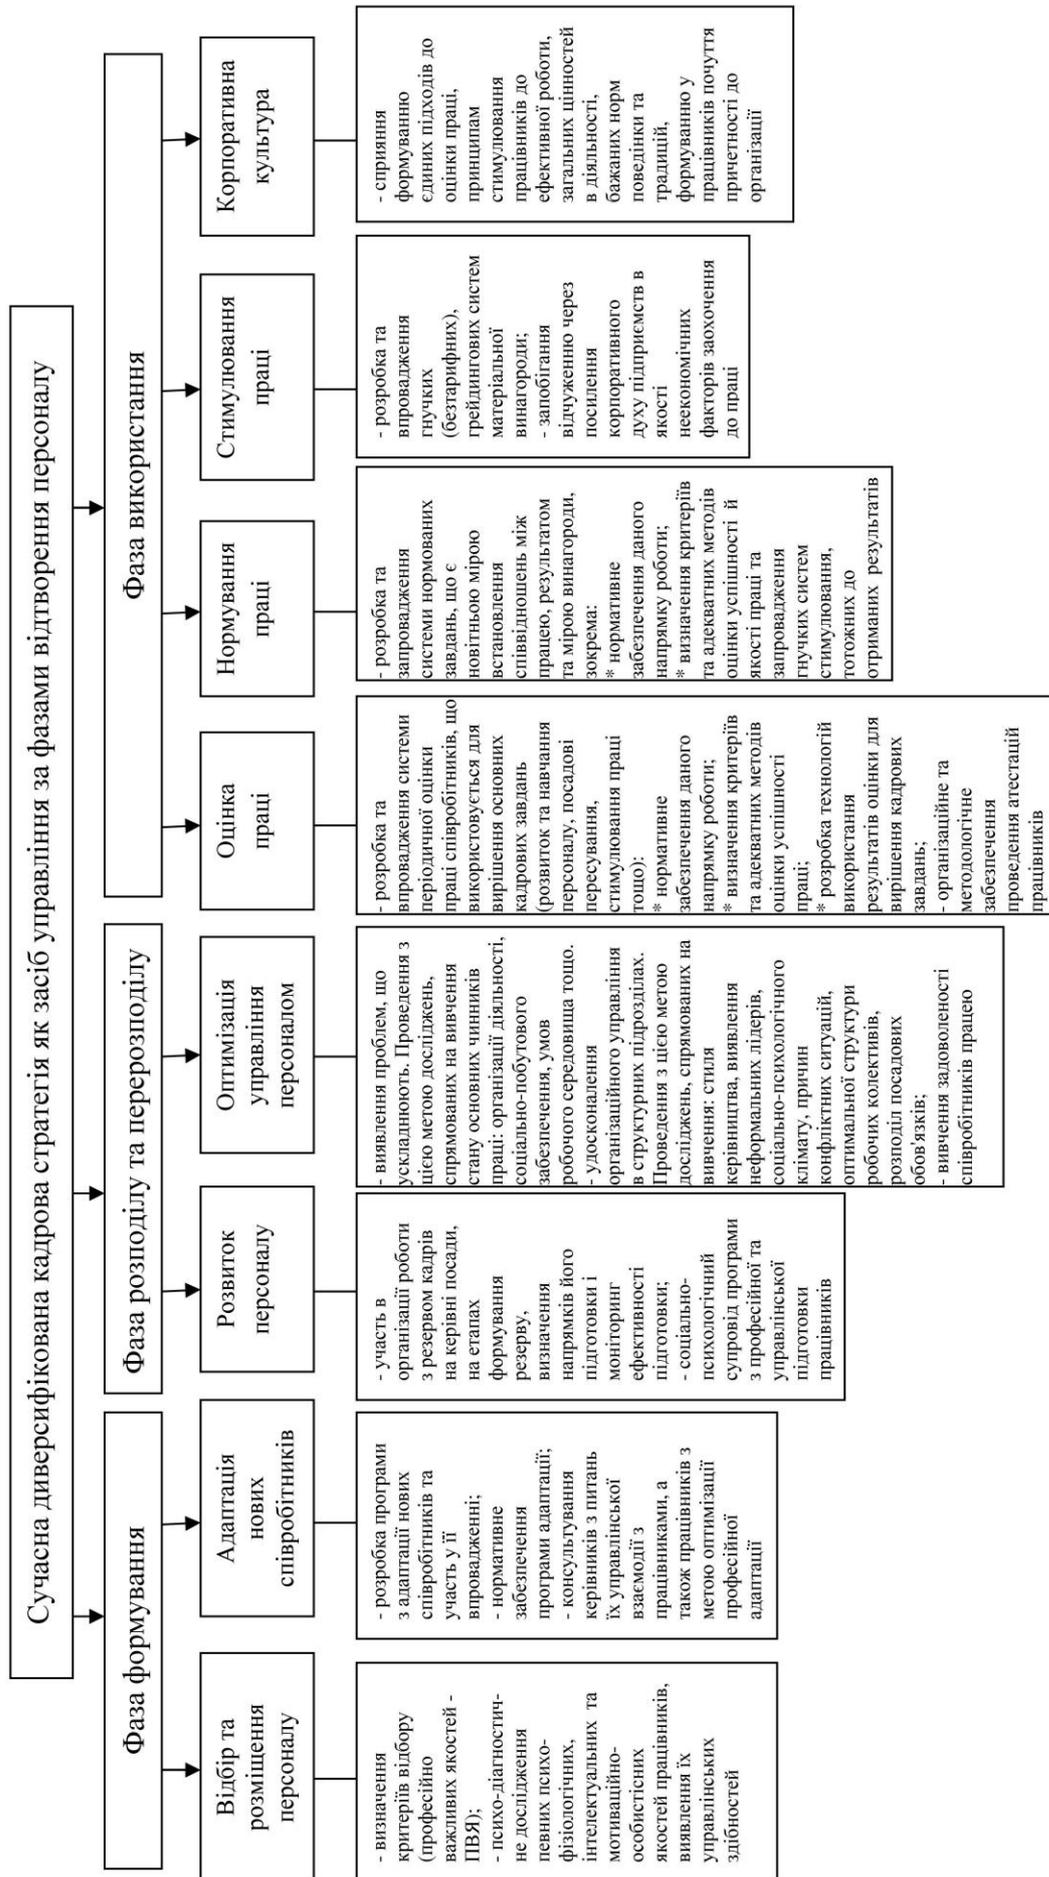 Сучасна диверсифікована кадрова стратегія як засіб управління за фазами відтворення персоналу
Фаза формування
Фаза розподілу та перерозподілу
Фаза використання
Відбір та
розміщення
персоналу
Адаптація
нових
співробітників
Розвиток
персоналу
Оптимізація
управління
персоналом
Оцінка
праці
Нормування
праці
Стимулювання
праці
Корпоративна
культура
- визначення
критеріїв відбору
(професійно
важливих якостей -
ПВЯ);
- психо-діагностич-
не дослідження
певних психо-
фізіологічних,
інтелектуальних та
мотиваційно-
особистісних
якостей працівників,
виявлення їх
управлінських
здібностей
- розробка програми
з адаптації нових
співробітників та
участь у її
впровадженні;
- нормативне
забезпечення
програми адаптації;
- консультування
керівників з питань
їх управлінської
взаємодії з
працівниками, а
також працівників з
метою оптимізації
професійної
адаптації
- участь в
організації роботи
з резервом кадрів
на керівні посади,
на етапах
формування
резерву,
визначення
напрямків його
підготовки і
моніторинг
ефективності
підготовки;
- соціально-
психологічний
супровід програми
з професійної та
управлінської
підготовки
працівників
- виявлення проблем, що
ускладнюють. Проведення з
цією метою досліджень,
спрямованих на вивчення
стану основних чинників
праці: організації діяльності,
соціально-побутового
забезпечення, умов
робочого середовища тощо.
- удосконалення
організаційного управління
в структурних підрозділах.
Проведення з цією метою
досліджень, спрямованих на
вивчення: стиля
керівництва, виявлення
неформальних лідерів,
соціально-психологічного
клімату, причин
конфліктних ситуацій,
оптимальної структури
робочих колективів,
розподіл посадових
обов'язків;
- вивчення задоволеності
співробітників працею
- розробка та
впровадження системи
періодичної оцінки
праці співробітників, що
використовується для
вирішення основних
кадрових завдань
(розвиток та навчання
персоналу, посадові
пересування,
стимулювання праці
тощо):
* нормативне
забезпечення даного
напрямку роботи;
* визначення критеріїв
та адекватних методів
оцінки успішності
праці;
* розробка технологій
використання
результатів оцінки для
вирішення кадрових
завдань;
- організаційне та
методологічне
забезпечення
проведення атестацій
працівників
- розробка та
запровадження
системи нормованих
завдань, що є
новітньою мірою
встановлення
співвідношень між
працею, результатом
та мірою винагороди,
зокрема:
* нормативне
забезпечення даного
напрямку роботи;
* визначення критеріїв
та адекватних методів
оцінки успішності й
якості праці та
запровадження
гнучких систем
стимулювання,
тотожних до
отриманих результатів
- розробка та
впровадження
гнучких
(безтарифних),
грейдингових систем
матеріальної
винагороди;
- запобігання
відчуженню через
посилення
корпоративного
духу підприємств в
якості
неекономічних
факторів заохочення
до праці
- сприяння
формуванню
єдиних підходів до
оцінки праці,
принципам
стимулювання
працівників до
ефективної роботи,
загальних цінностей
в діяльності,
бажаних норм
поведінки та
традицій,
формуванню у
працівників почуття
причетності до
організації